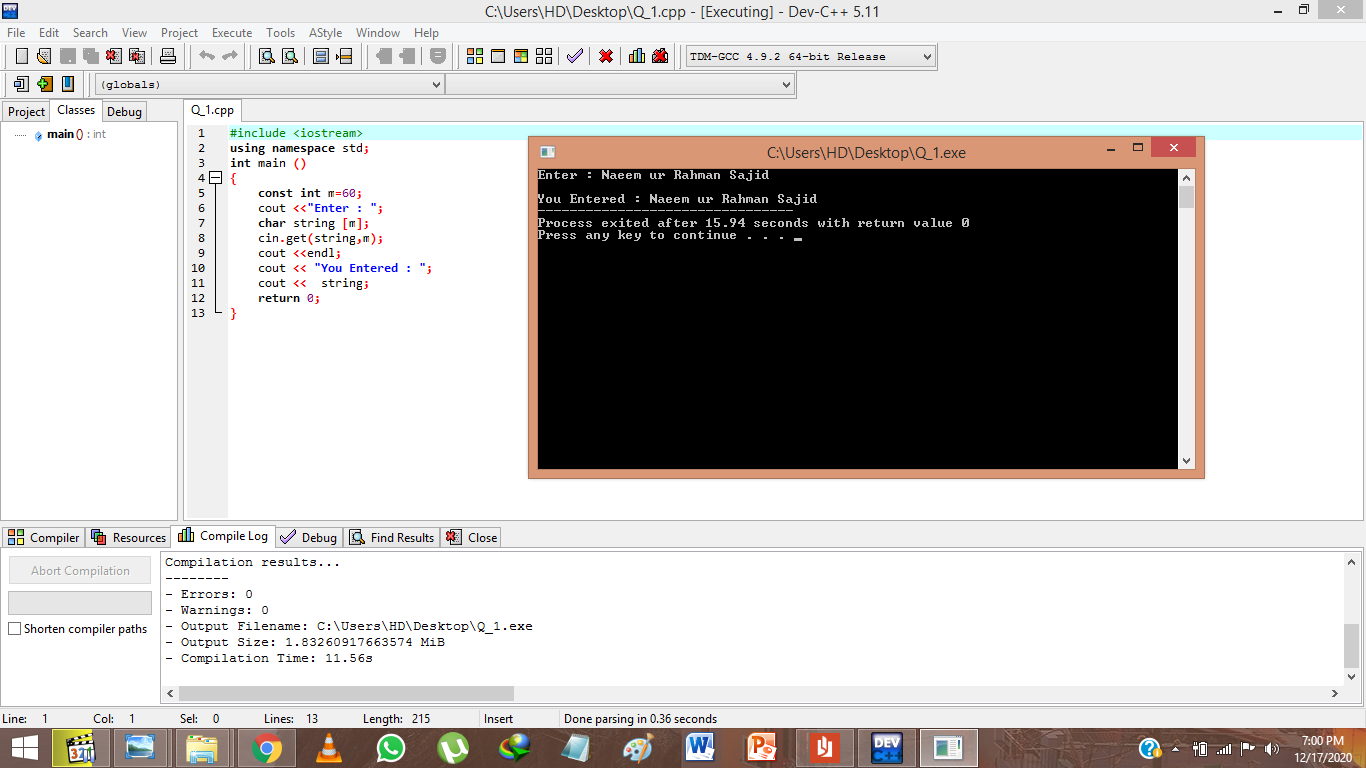 C:\Users\HD\Desktop\Q_1.cpp - [Executing] - Dev-C++ 5.11
File Edit Search View Project Execute Tools AStyle Window Help
TDM-GCC 4.9.2 64-bit Release
(globals)
Project Classes Debug
Q_1.cpp
main () : int
1 #include <iostream>
2 using namespace std;
3 int main ()
4 {
5 const int m=60;
6 cout <<"Enter : ";
7 char string [m];
8 cin.get(string,m);
9 cout <<endl;
10 cout << "You Entered : ";
11 cout <<  string;
12 return 0;
13 }
C:\Users\HD\Desktop\Q_1.exe
Enter : Naeem ur Rahman Sajid
You Entered : Naeem ur Rahman Sajid
--------------------------------
Process exited after 15.94 seconds with return value 0
Press any key to continue . . . _
Compiler Resources Compile Log Debug Find Results Close
Abort Compilation
Shorten compiler paths
Compilation results...
--------
- Errors: 0
- Warnings: 0
- Output Filename: C:\Users\HD\Desktop\Q_1.exe
- Output Size: 1.83260917663574 MiB
- Compilation Time: 11.56s
Line: 1 Col: 1 Sel: 0 Lines: 13 Length: 215 Insert Done parsing in 0.36 seconds
321
DEV
7:00 PM
12/17/2020